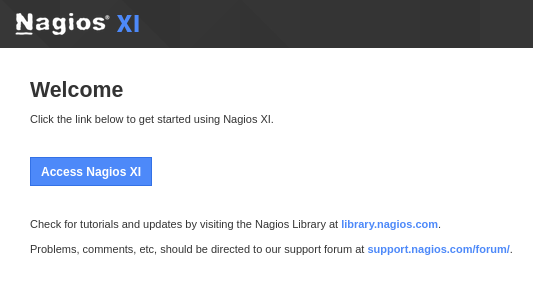 Nagios® XI
Welcome
Click the link below to get started using Nagios XI.
Access Nagios XI
Check for tutorials and updates by visiting the Nagios Library at library.nagios.com.
Problems, comments, etc, should be directed to our support forum at support.nagios.com/forum/.